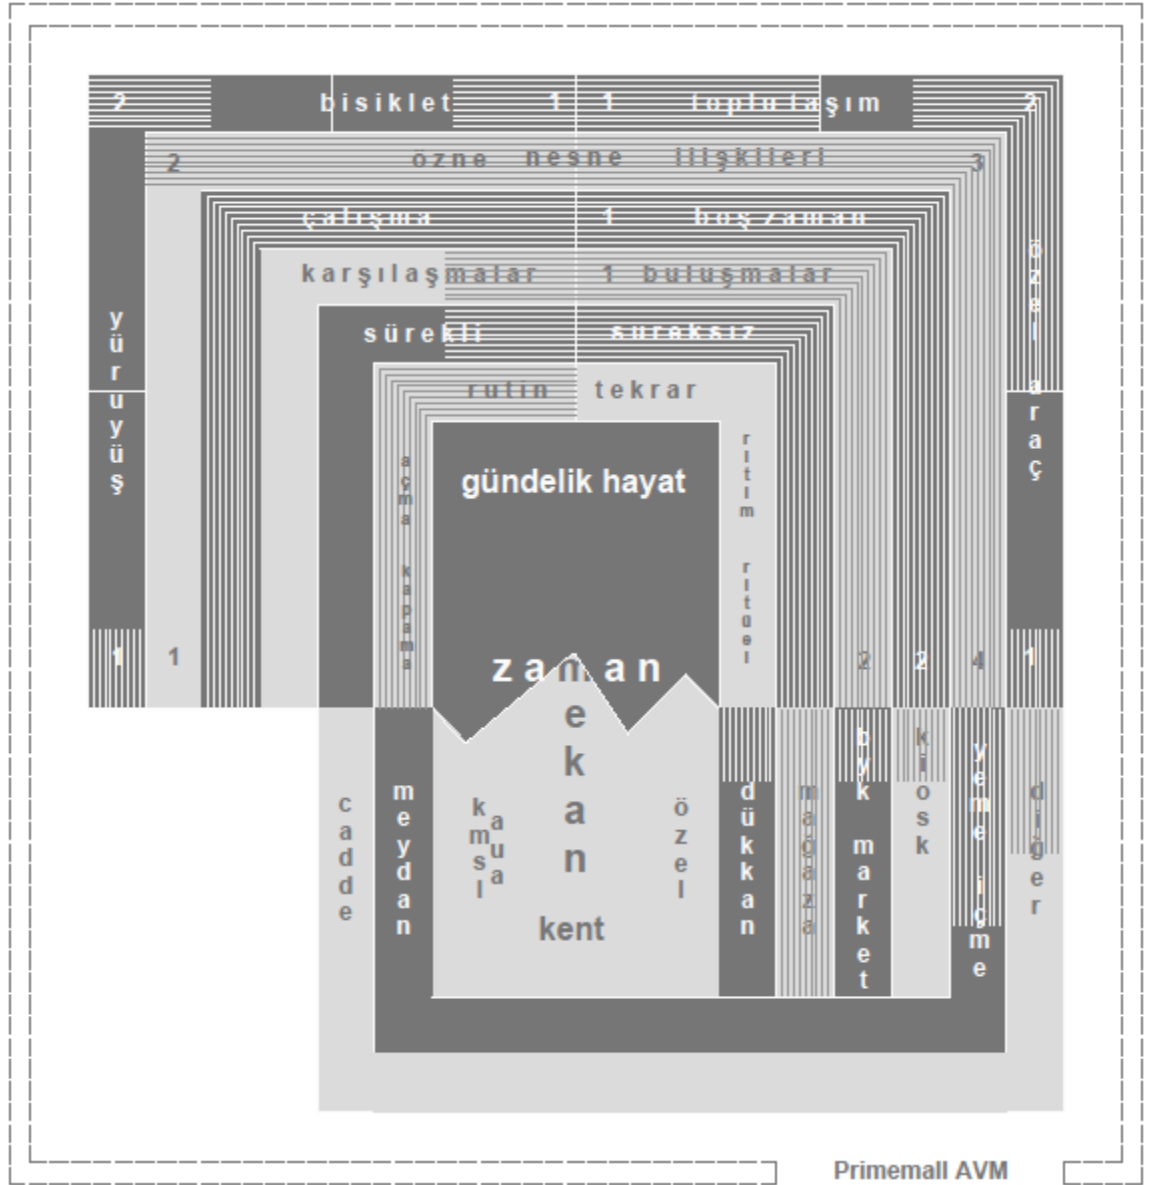 2 bisiklet 1 1 toplu taşım 2
2 özne nesne ilişkileri 3
çalışma 1 boş zaman
karşılaşmalar 1 buluşmalar
sürekli süreksiz
rutin tekrar
yürüyüş
1
1
açma kapama
gündelik hayat
ritim ritüel
özel araç
2
2
4
1
zaman
mekan
cadde
meydan
kamusal
özel
kent
dükkan
mağaza
byk market
kiosk
yeme içme
diğer
Primemall AVM